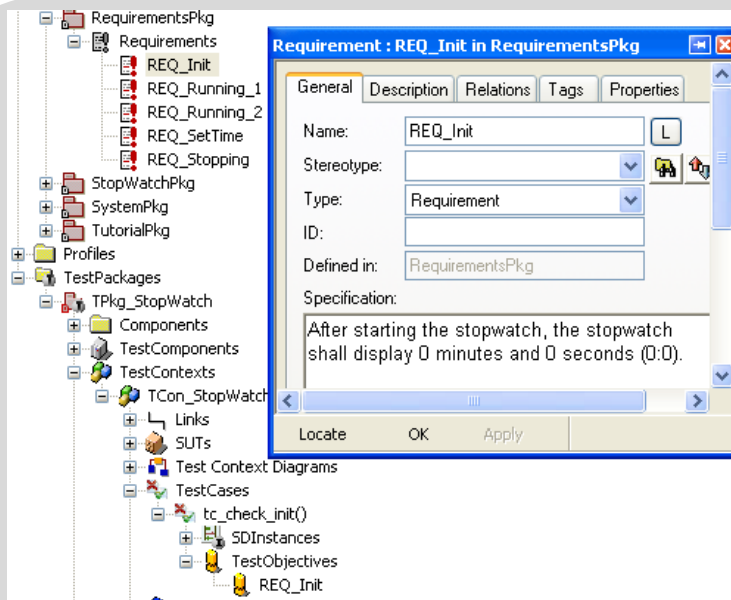 RequirementsPkg
Requirements
REQ_Init
REQ_Running_1
REQ_Running_2
REQ_SetTime
REQ_Stopping
StopWatchPkg
SystemPkg
TutorialPkg
Profiles
TestPackages
TPkg_StopWatch
Components
TestComponents
TestContexts
TCon_StopWatch
Links
SUTs
Test Context Diagrams
TestCases
tc_check_init()
SDInstances
TestObjectives
REQ_Init
Requirement : REQ_Init in RequirementsPkg
General Description Relations Tags Properties
Name: REQ_Init L
Stereotype:
Type: Requirement
ID:
Defined in: RequirementsPkg
Specification:
After starting the stopwatch, the stopwatch
shall display 0 minutes and 0 seconds (0:0).
Locate OK Apply